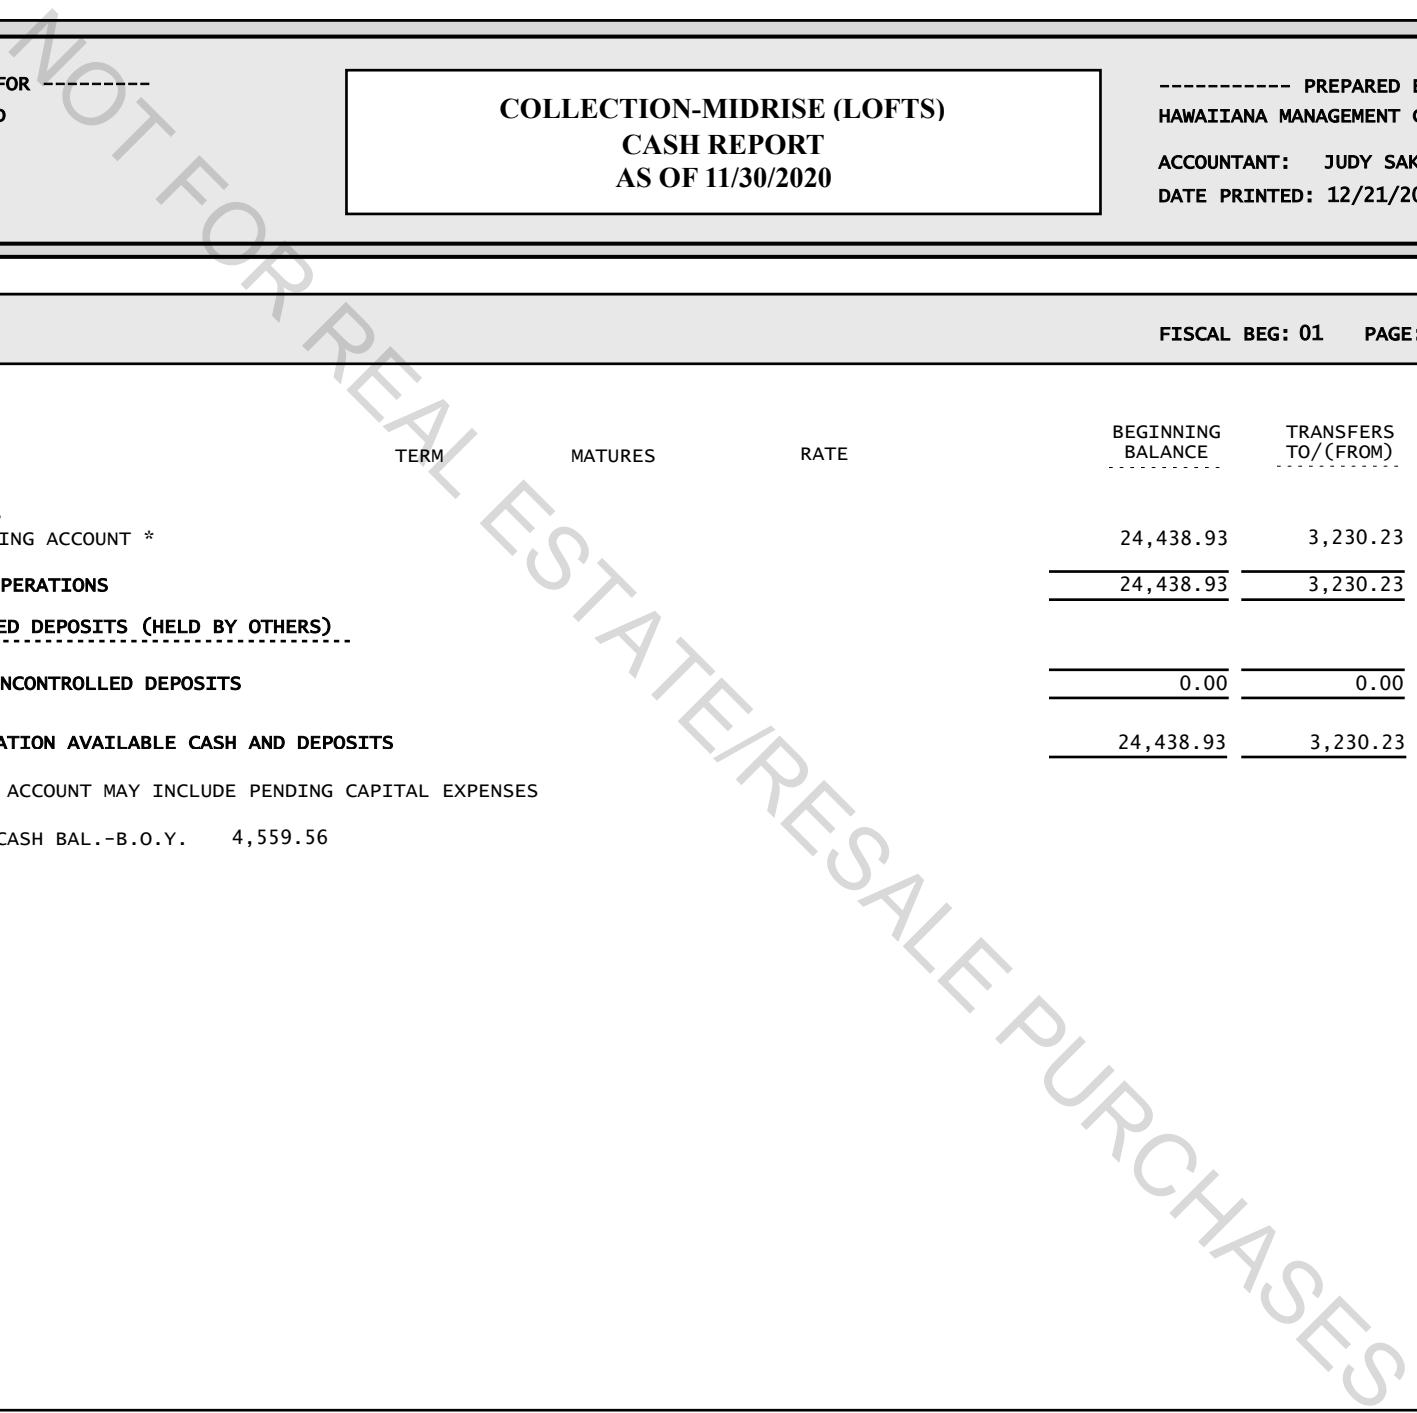 FOR ---------
COLLECTION-MIDRISE (LOFTS)
CASH REPORT
AS OF 11/30/2020
----------- PREPARED
HAWAIIANA MANAGEMENT
ACCOUNTANT: JUDY SAK
DATE PRINTED: 12/21/20
FISCAL BEG: 01 PAGE:
TERM MATURES RATE BEGINNING BALANCE TRANSFERS TO/(FROM)
ING ACCOUNT * 24,438.93 3,230.23
PERATIONS 24,438.93 3,230.23
ED DEPOSITS (HELD BY OTHERS)
NCONTROLLED DEPOSITS 0.00 0.00
ATION AVAILABLE CASH AND DEPOSITS 24,438.93 3,230.23
ACCOUNT MAY INCLUDE PENDING CAPITAL EXPENSES
CASH BAL.-B.O.Y. 4,559.56
NOT FOR REAL ESTATE/RESALE PURCHASES